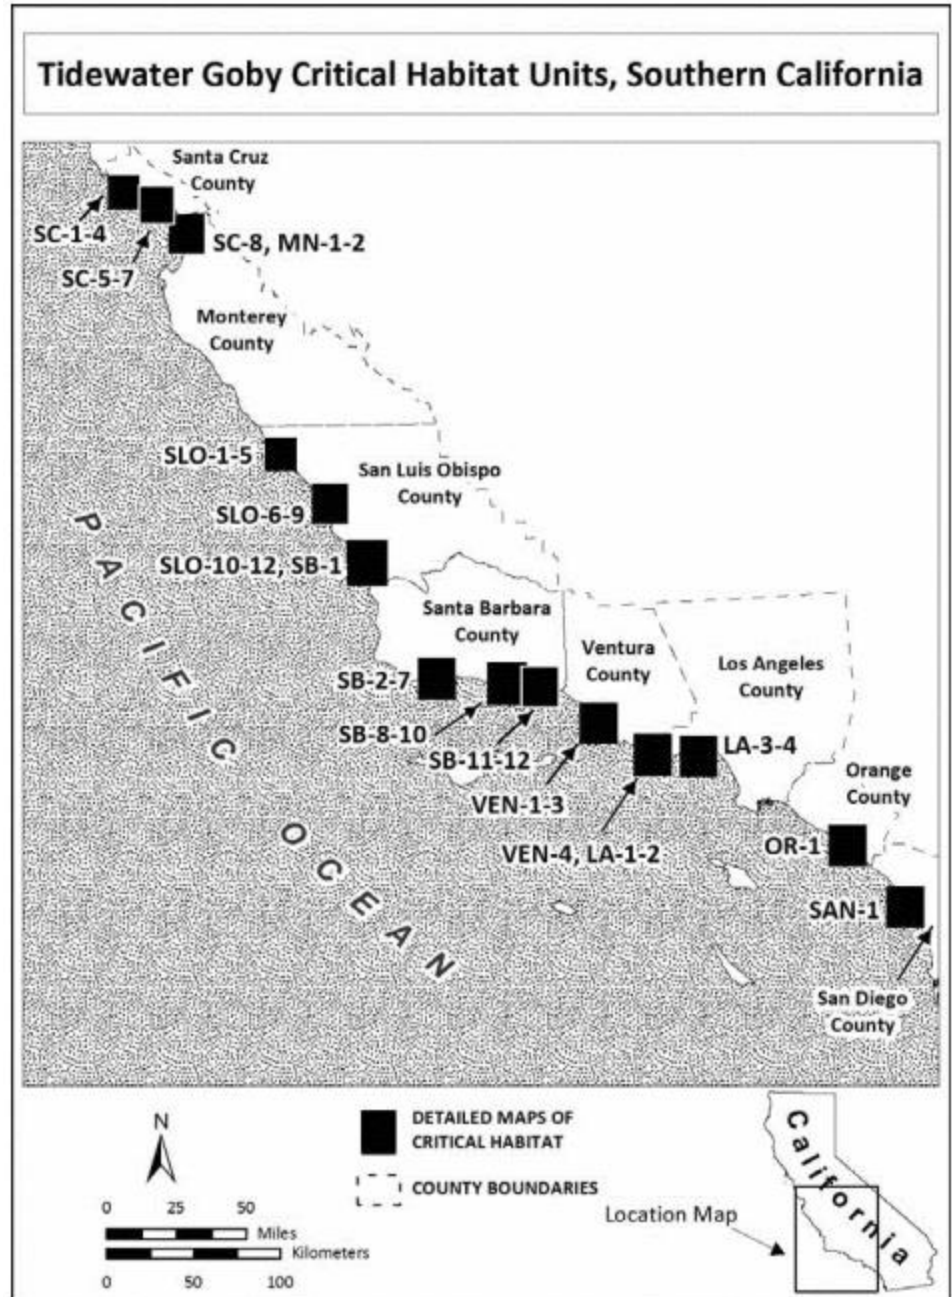 Tidewater Goby Critical Habitat Units, Southern California
Santa Cruz
County
SC-1-4
SC-8, MN-1-2
SC-5-7
Monterey
County
SLO-1-5
San Luis Obispo
County
SLO-6-9
SLO-10-12, SB-1
Santa Barbara
County
Ventura
County
Los Angeles
County
SB-2-7
SB-8-10
SB-11-12
LA-3-4
VEN-1-3
Orange
County
VEN-4, LA-1-2
OR-1
SAN-1
San Diego
County
PACIFIC OCEAN
N
DETAILED MAPS OF
CRITICAL HABITAT
COUNTY BOUNDARIES
0 25 50
Miles
Kilometers
0 50 100
Location Map
California